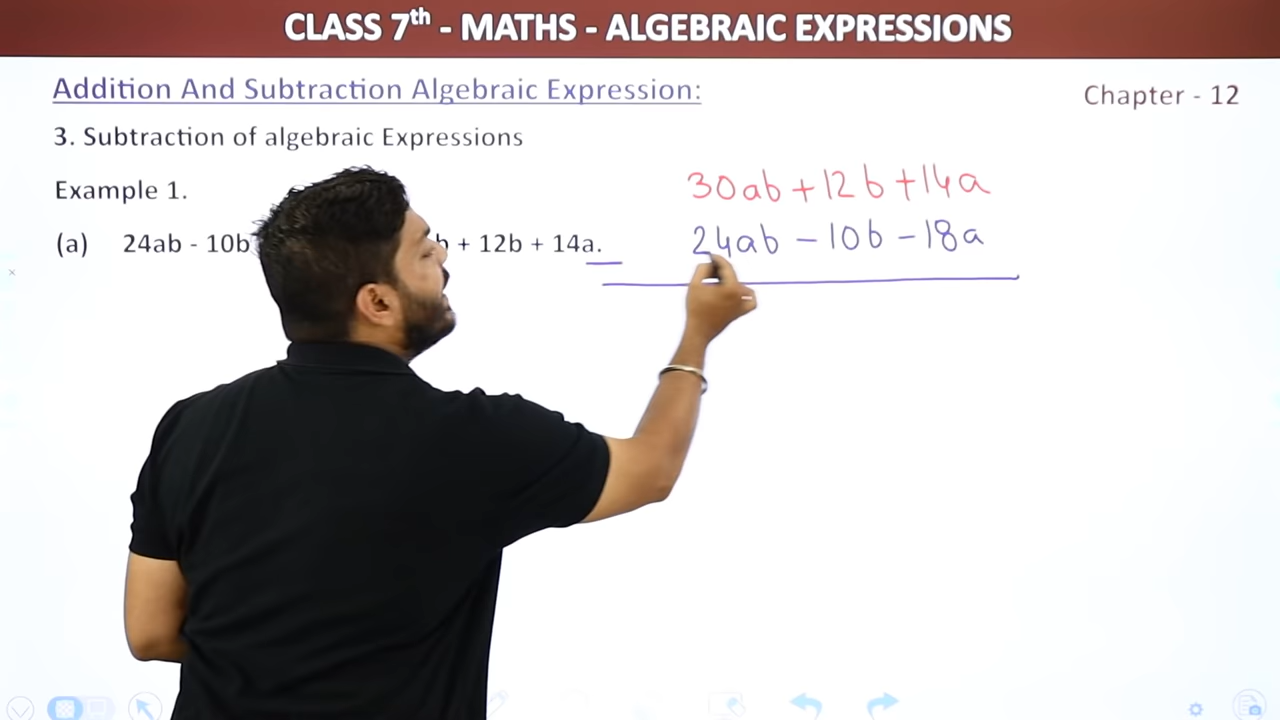 CLASS 7th - MATHS - ALGEBRAIC EXPRESSIONS
Addition And Subtraction Algebraic Expression:
Chapter - 12
3. Subtraction of algebraic Expressions
Example 1.
(a) 24ab - 10b b + 12b + 14a.
30ab + 12b + 14a
24ab - 10b - 18a